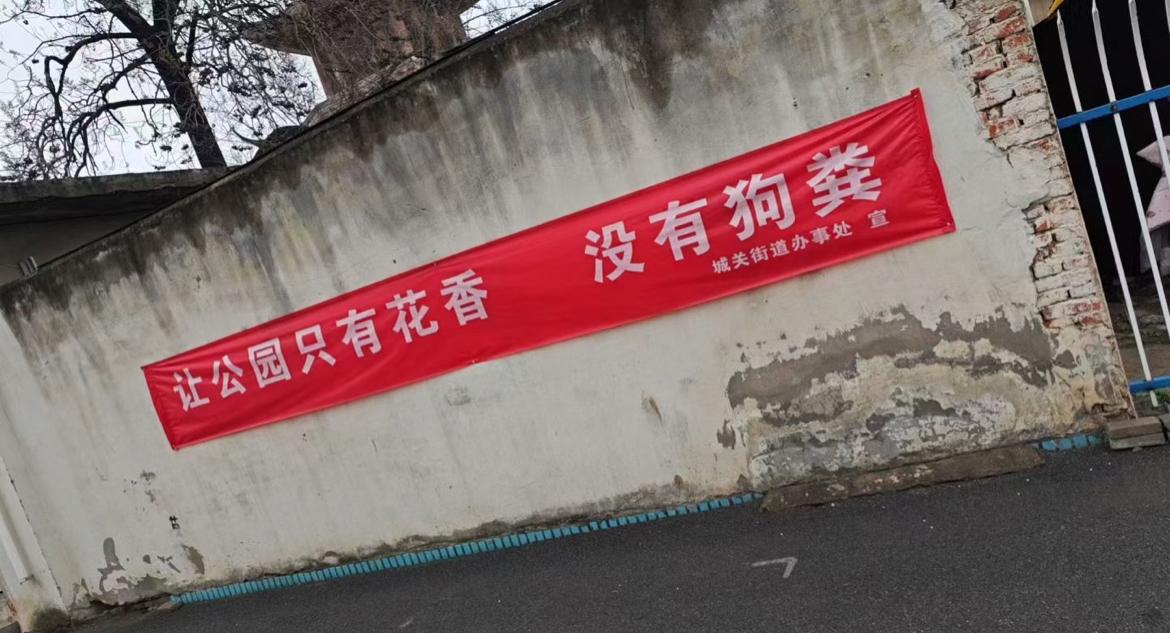 让公园只有花香 没有狗粪
城关街道办事处 宣